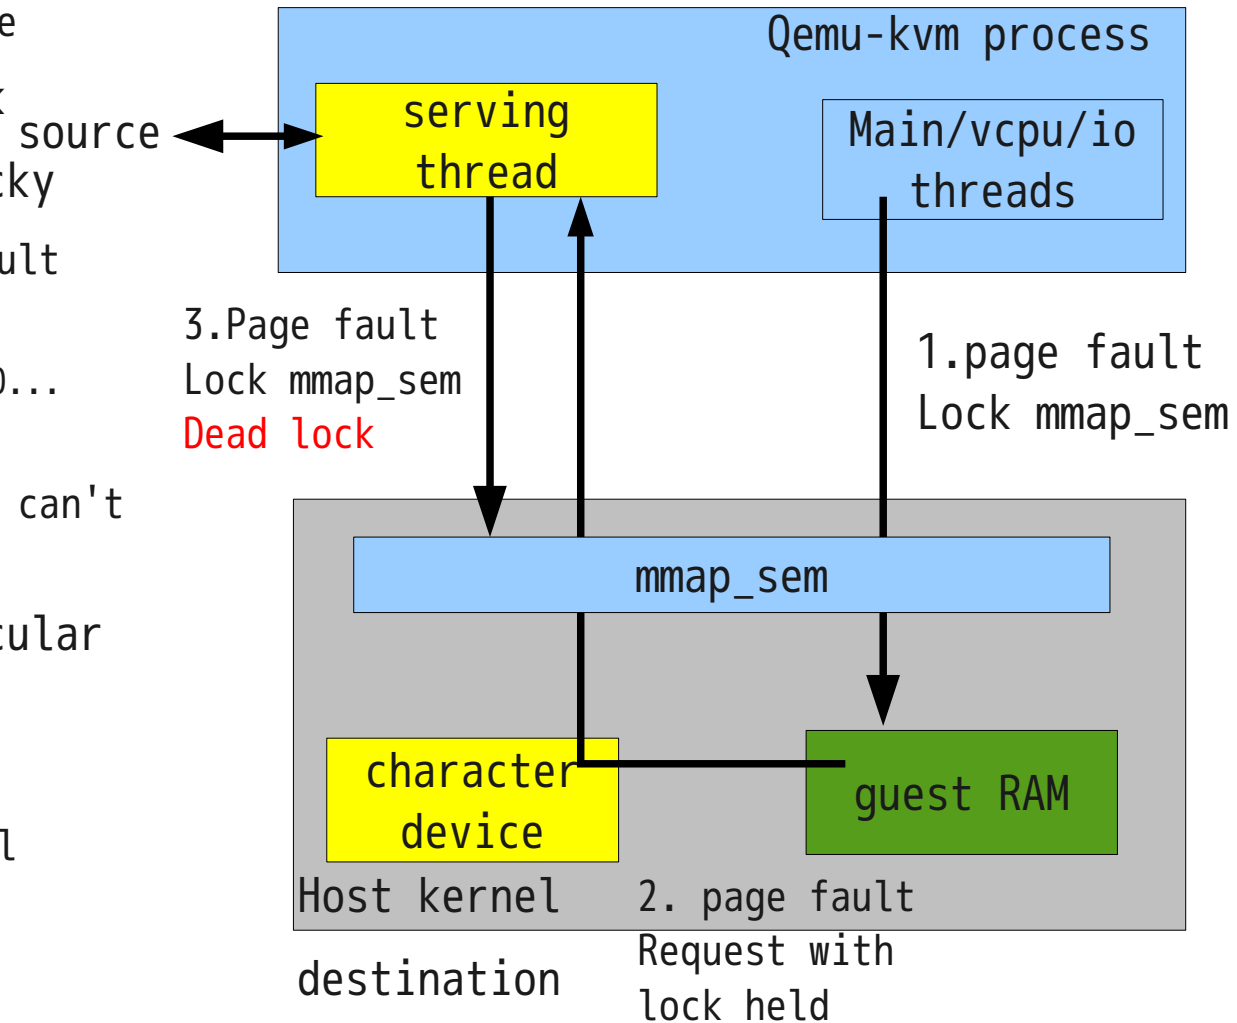 Qemu-kvm process
serving
thread
Main/vcpu/io
threads
source
3.Page fault
Lock mmap_sem
Dead lock
1.page fault
Lock mmap_sem
can't
mmap_sem
character
device
guest RAM
Host kernel
2. page fault
Request with
lock held
destination